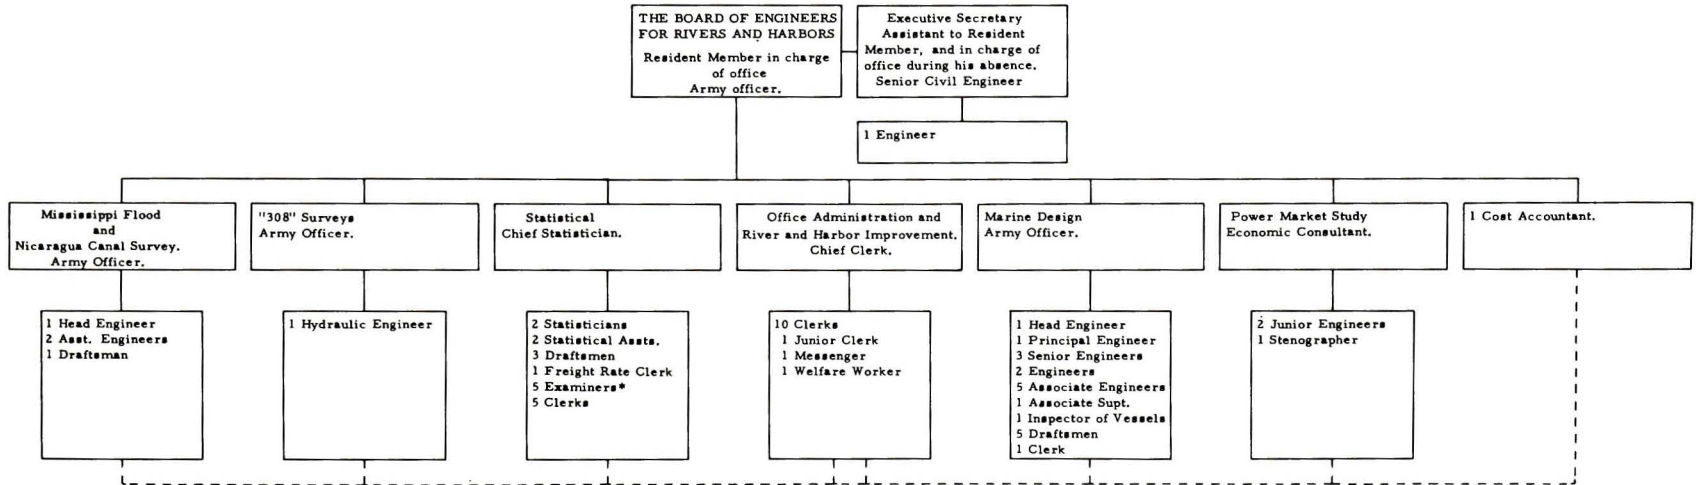 THE BOARD OF ENGINEERS
FOR RIVERS AND HARBORS
Resident Member in charge
of office
Army officer.
Executive Secretary
Assistant to Resident
Member, and in charge of
office during his absence.
Senior Civil Engineer
1 Engineer
Mississippi Flood
and
Nicaragua Canal Survey.
Army Officer.
"308" Surveys
Army Officer.
Statistical
Chief Statistician.
Office Administration and
River and Harbor Improvement.
Chief Clerk.
Marine Design
Army Officer.
Power Market Study
Economic Consultant.
1 Cost Accountant.
1 Head Engineer
2 Asst. Engineers
1 Draftsman
1 Hydraulic Engineer
2 Statisticians
2 Statistical Assts.
3 Draftsmen
1 Freight Rate Clerk
5 Examiners*
5 Clerks
10 Clerks
1 Junior Clerk
1 Messenger
1 Welfare Worker
1 Head Engineer
1 Principal Engineer
3 Senior Engineers
2 Engineers
5 Associate Engineers
1 Associate Supt.
1 Inspector of Vessels
5 Draftsmen
1 Clerk
2 Junior Engineers
1 Stenographer